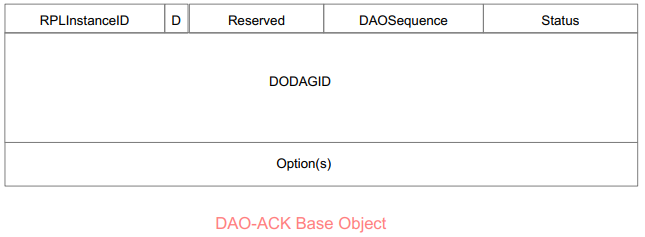 RPLInstanceID D Reserved DAOSequence Status
DODAGID
Option(s)
DAO-ACK Base Object